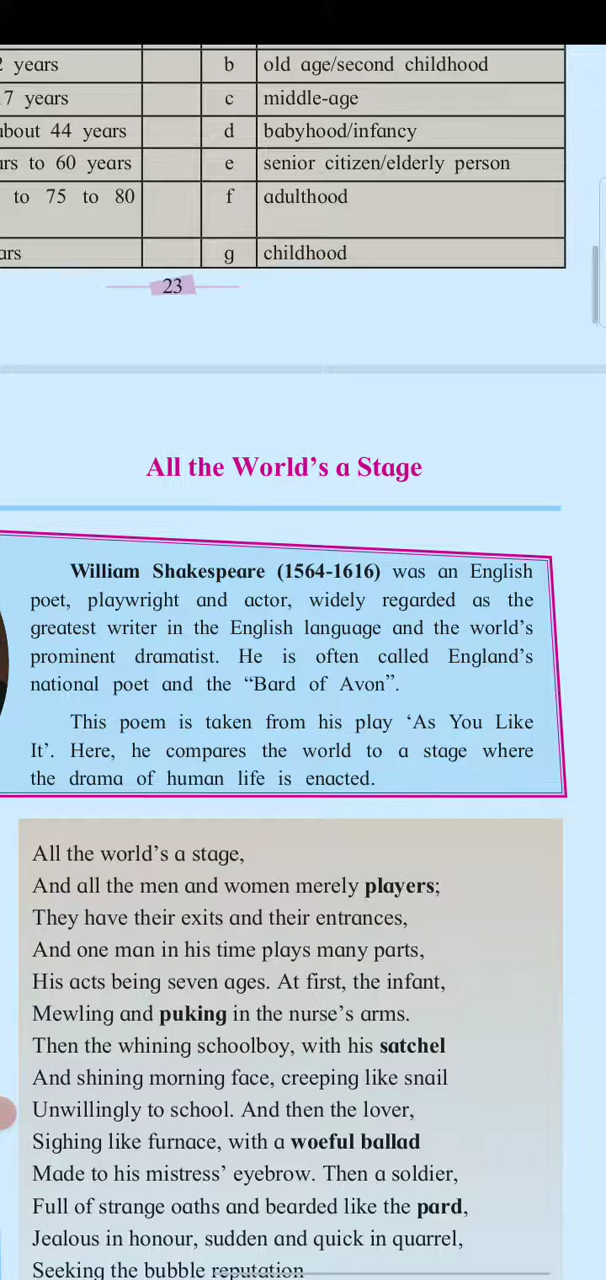 2 years b old age/second childhood
17 years c middle-age
about 44 years d babyhood/infancy
to 60 years e senior citizen/elderly person
to 75 to 80 f adulthood
g childhood
23
All the World's a Stage
William Shakespeare (1564-1616) was an English
poet, playwright and actor, widely regarded as the
greatest writer in the English language and the world's
prominent dramatist. He is often called England's
national poet and the “Bard of Avon”.
This poem is taken from his play ‘As You Like
It’. Here, he compares the world to a stage where
the drama of human life is enacted.
All the world's a stage,
And all the men and women merely players;
They have their exits and their entrances,
And one man in his time plays many parts,
His acts being seven ages. At first, the infant,
Mewling and puking in the nurse's arms.
Then the whining schoolboy, with his satchel
And shining morning face, creeping like snail
Unwillingly to school. And then the lover,
Sighing like furnace, with a woeful ballad
Made to his mistress’ eyebrow. Then a soldier,
Full of strange oaths and bearded like the pard,
Jealous in honour, sudden and quick in quarrel,
Seeking the bubble reputation